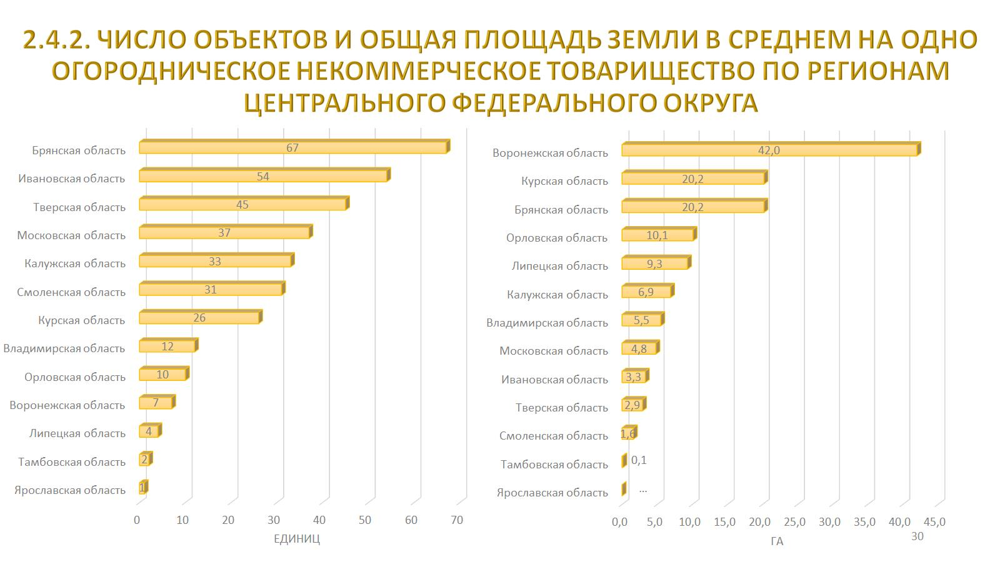 2.4.2. ЧИСЛО ОБЪЕКТОВ И ОБЩАЯ ПЛОЩАДЬ ЗЕМЛИ В СРЕДНЕМ НА ОДНО
ОГОРОДНИЧЕСКОЕ НЕКОММЕРЧЕСКОЕ ТОВАРИЩЕСТВО ПО РЕГИОНАМ
ЦЕНТРАЛЬНОГО ФЕДЕРАЛЬНОГО ОКРУГА
Брянская область 67
Ивановская область 54
Тверская область 45
Московская область 37
Калужская область 33
Смоленская область 31
Курская область 26
Владимирская область 12
Орловская область 10
Воронежская область 7
Липецкая область 4
Тамбовская область 2
Ярославская область 1
0 10 20 30 40 50 60 70
ЕДИНИЦ
Воронежская область 42,0
Курская область 20,2
Брянская область 20,2
Орловская область 10,1
Липецкая область 9,3
Калужская область 6,9
Владимирская область 5,5
Московская область 4,8
Ивановская область 3,3
Тверская область 2,9
Смоленская область 1,6
Тамбовская область 0,1
Ярославская область ...
0,0 5,0 10,0 15,0 20,0 25,0 30,0 35,0 40,0 45,0
ГА
30